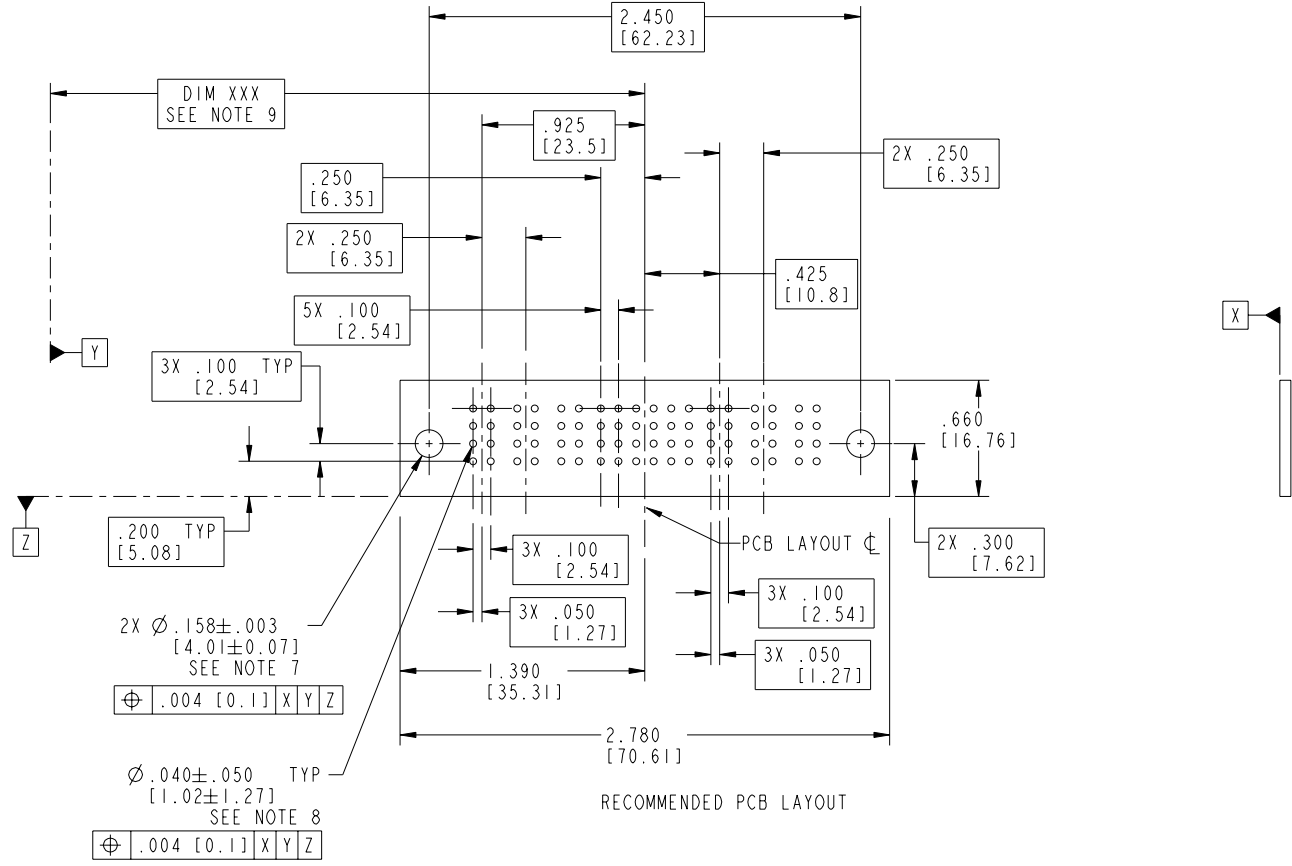 2.450
[62.23]
DIM XXX
SEE NOTE 9
.925
[23.5]
2X .250
[6.35]
.250
[6.35]
2X .250
[6.35]
.425
[10.8]
5X .100
[2.54]
X
Y
3X .100 TYP
[2.54]
.660
[16.76]
Z
.200 TYP
[5.08]
PCB LAYOUT ℄
2X .300
[7.62]
3X .100
[2.54]
3X .100
[2.54]
3X .050
[1.27]
2X Ø.158±.003
[4.01±0.07]
SEE NOTE 7
⌖ .004 [0.1] X Y Z
3X .050
[1.27]
1.390
[35.31]
2.780
[70.61]
Ø.040±.050 TYP
[1.02±1.27]
SEE NOTE 8
⌖ .004 [0.1] X Y Z
RECOMMENDED PCB LAYOUT